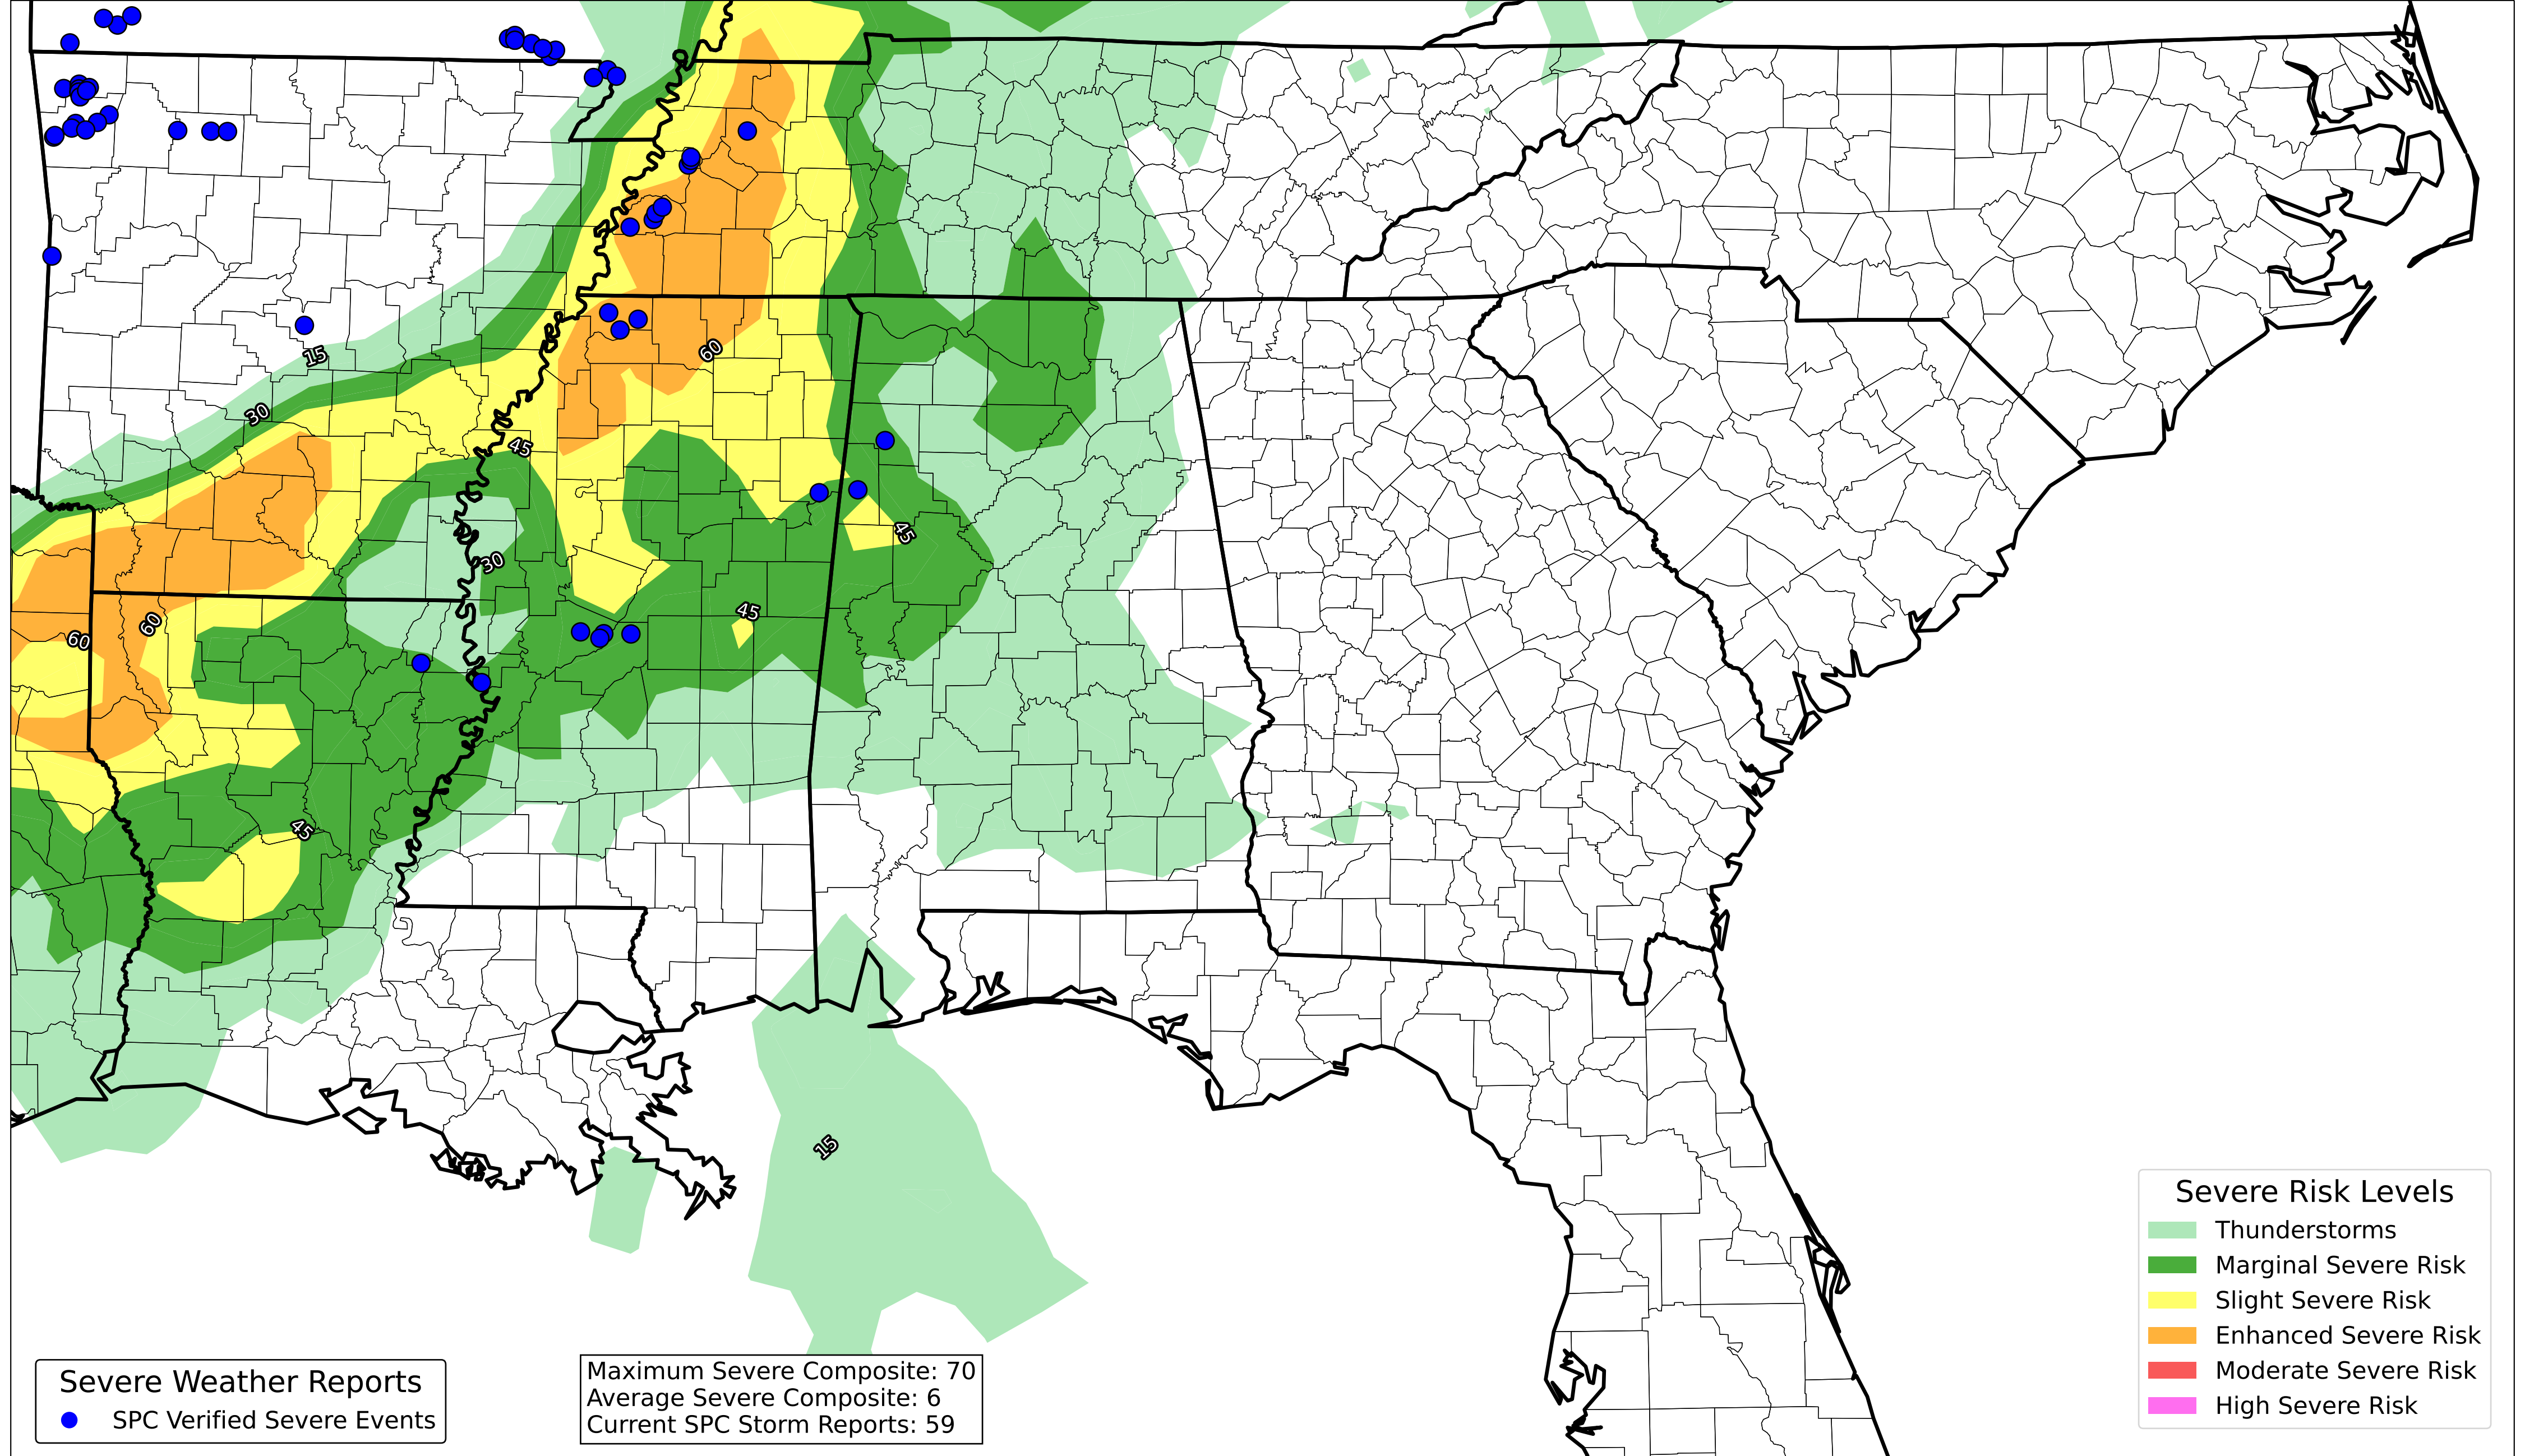 60
15
30
45
45
30
45
60
60
45
15
Severe Weather Reports
SPC Verified Severe Events
Maximum Severe Composite: 70
Average Severe Composite: 6
Current SPC Storm Reports: 59
Severe Risk Levels
Thunderstorms
Marginal Severe Risk
Slight Severe Risk
Enhanced Severe Risk
Moderate Severe Risk
High Severe Risk